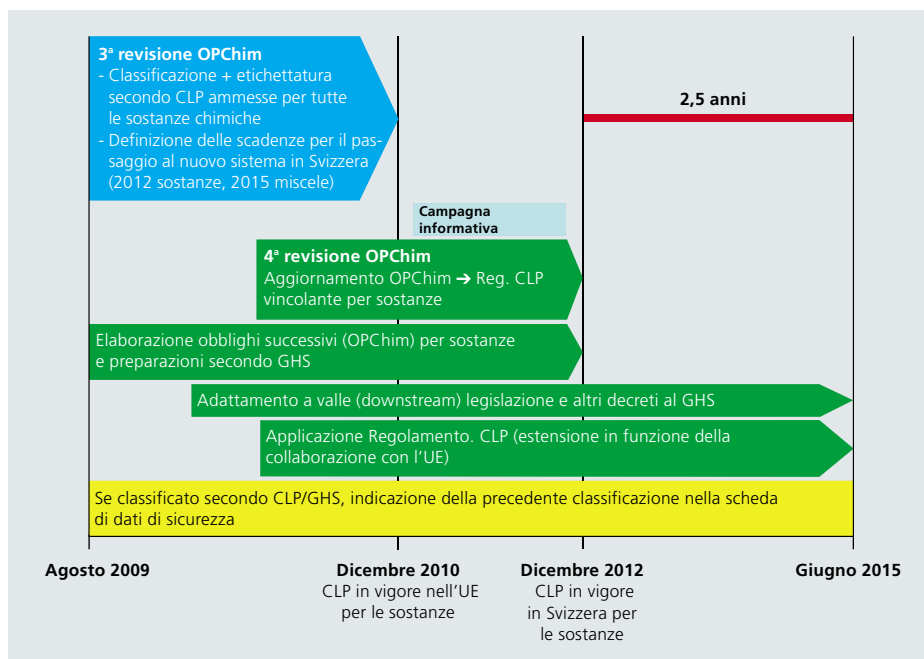 3ª revisione OPChim
- Classificazione + etichettatura
secondo CLP ammesse per tutte
le sostanze chimiche
- Definizione delle scadenze per il pas-
saggio al nuovo sistema in Svizzera
(2012 sostanze, 2015 miscele)
2,5 anni
Campagna
informativa
4ª revisione OPChim
Aggiornamento OPChim ➔ Reg. CLP
vincolante per sostanze
Elaborazione obblighi successivi (OPChim) per sostanze
e preparazioni secondo GHS
Adattamento a valle (downstream) legislazione e altri decreti al GHS
Applicazione Regolamento. CLP (estensione in funzione della
collaborazione con l'UE)
Se classificato secondo CLP/GHS, indicazione della precedente classificazione nella scheda
di dati di sicurezza
Agosto 2009
Dicembre 2010
CLP in vigore nell'UE
per le sostanze
Dicembre 2012
CLP in vigore
in Svizzera per
le sostanze
Giugno 2015